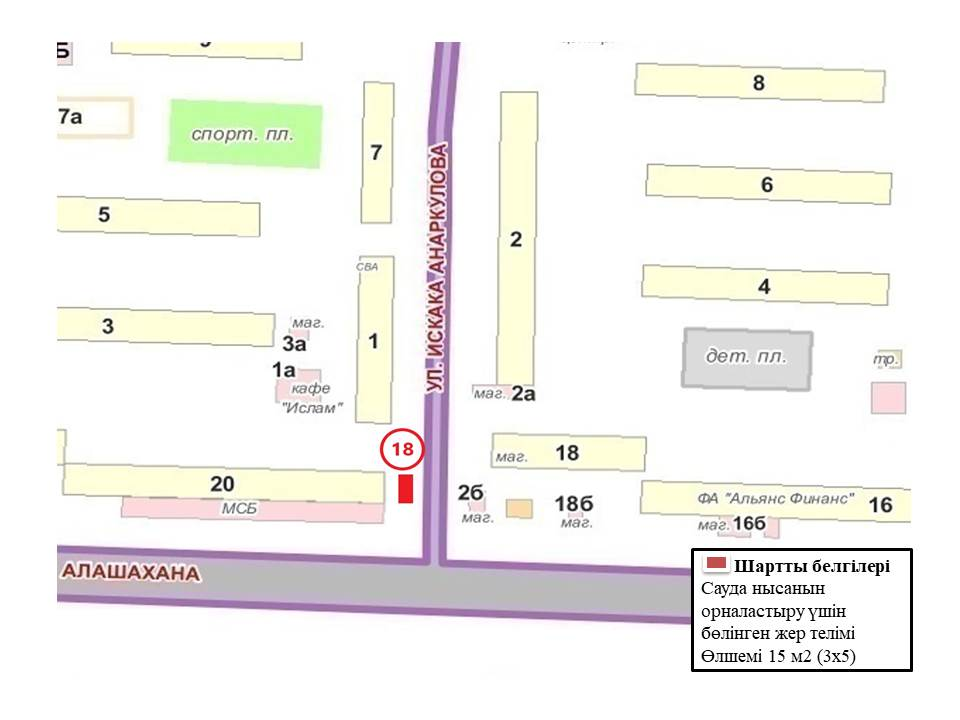 Б
8
7а
спорт. пл.
7
6
5
2
УЛ. ИСКАКА АНАРКУЛОВА
СВА
4
3
маг.
3а
1
1а
кафе
"Ислам"
дет. пл.
тр.
маг. 2а
18
маг. 18
20
МСБ
2б
маг.
18б
маг.
ФА "Альянс Финанс" 16
маг. 16б
АЛАШАХАНА
Шартты белгілері
Сауда нысанын
орналастыру үшін
бөлінген жер телімі
Өлшемі 15 м2 (3х5)